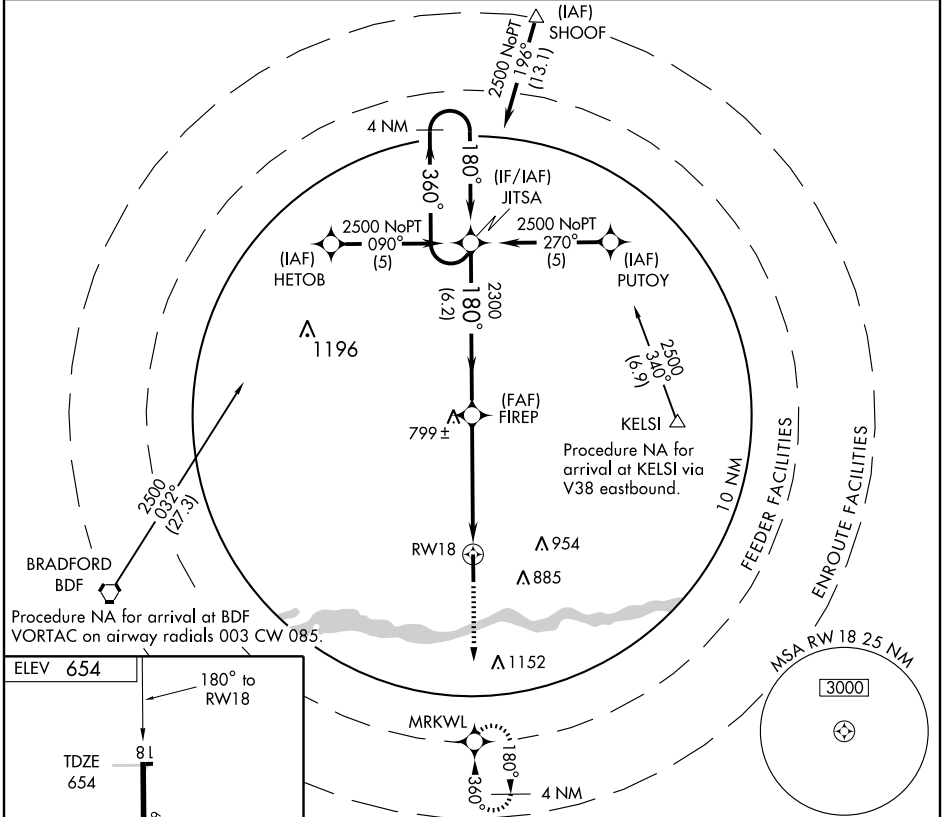 (IAF)
SHOOF
2500 NoPT
196°
(13.1)
4 NM
360°
180°
(IF/IAF)
JITSA
2500 NoPT
090°
(5)
2500 NoPT
270°
(5)
(IAF)
HETOB
(IAF)
PUTOY
2300
180°
(6.2)
1196
2500
340°
(6.9)
(FAF)
FIREP
799 ±
KELSI
Procedure NA for
arrival at KELSI via
V38 eastbound.
10 NM
FEEDER FACILITIES
ENROUTE FACILITIES
2500
032°
(27.3)
RW18
954
885
BRADFORD
BDF
Procedure NA for arrival at BDF
VORTAC on airway radials 003 CW 085.
1152
MSA RW 18 25 NM
3000
ELEV 654
180° to
RW18
TDZE
654
18
MRKWL
180°
360°
4 NM